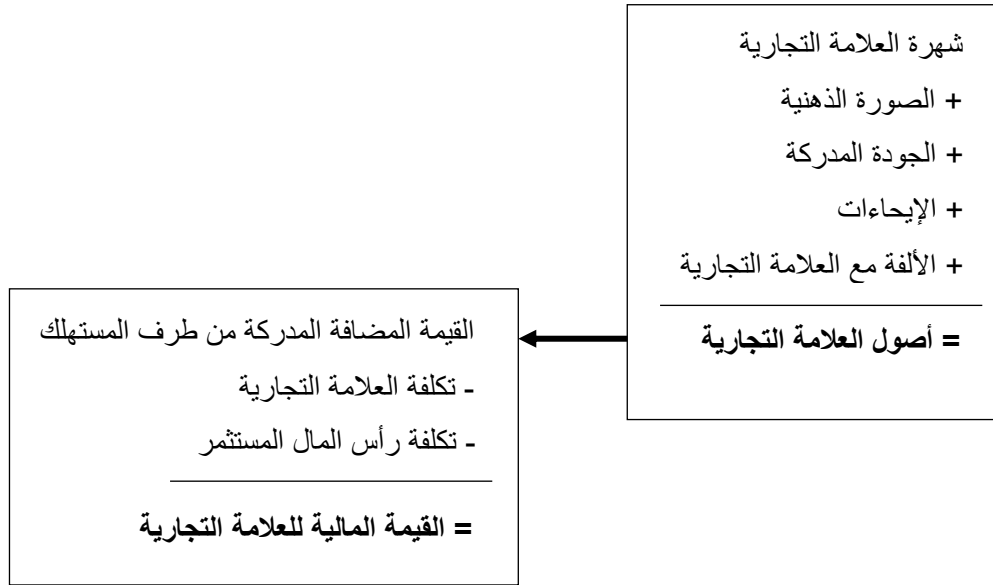 شهرة العلامة التجارية
+ الصورة الذهنية
+ الجودة المدركة
+ الإيحاءات
+ الألفة مع العلامة التجارية
= أصول العلامة التجارية
القيمة المضافة المدركة من طرف المستهلك
- تكلفة العلامة التجارية
- تكلفة رأس المال المستثمر
= القيمة المالية للعلامة التجارية